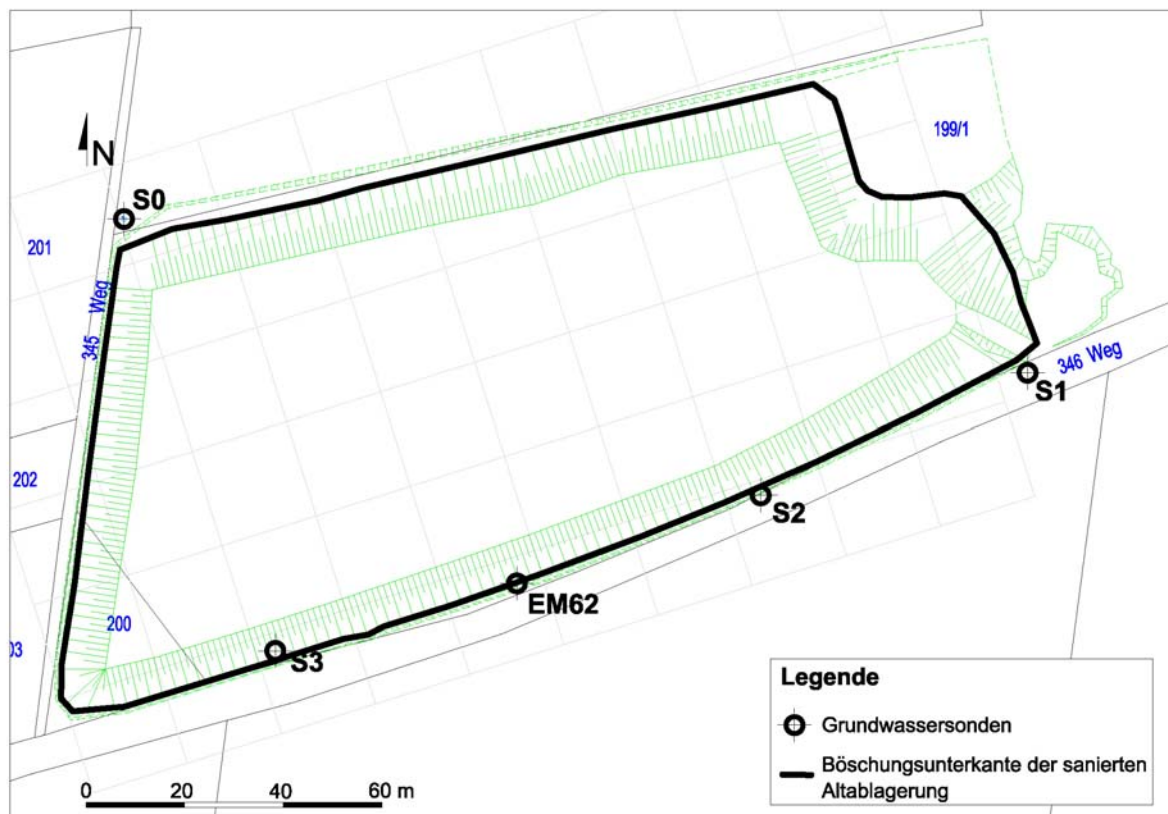 199/1
N
S0
201
345 Weg
346 Weg
S1
202
S2
EM62
200
03
S3
Legende
Grundwassersonden
Böschungsunterkante der sanierten
Altablagerung
0 20 40 60 m